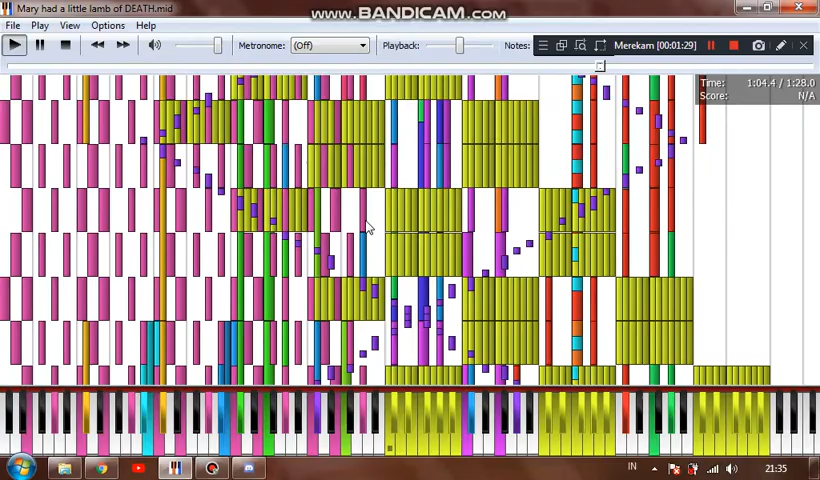 Mary had a little lamb of DEATH.mid
www.BANDICAM.com
File Play View Options Help
Metronome: (Off) Playback: Notes: Merekam [00:01:29]
Time: 1:04.4 / 1:28.0
Score: N/A
IN 21:35